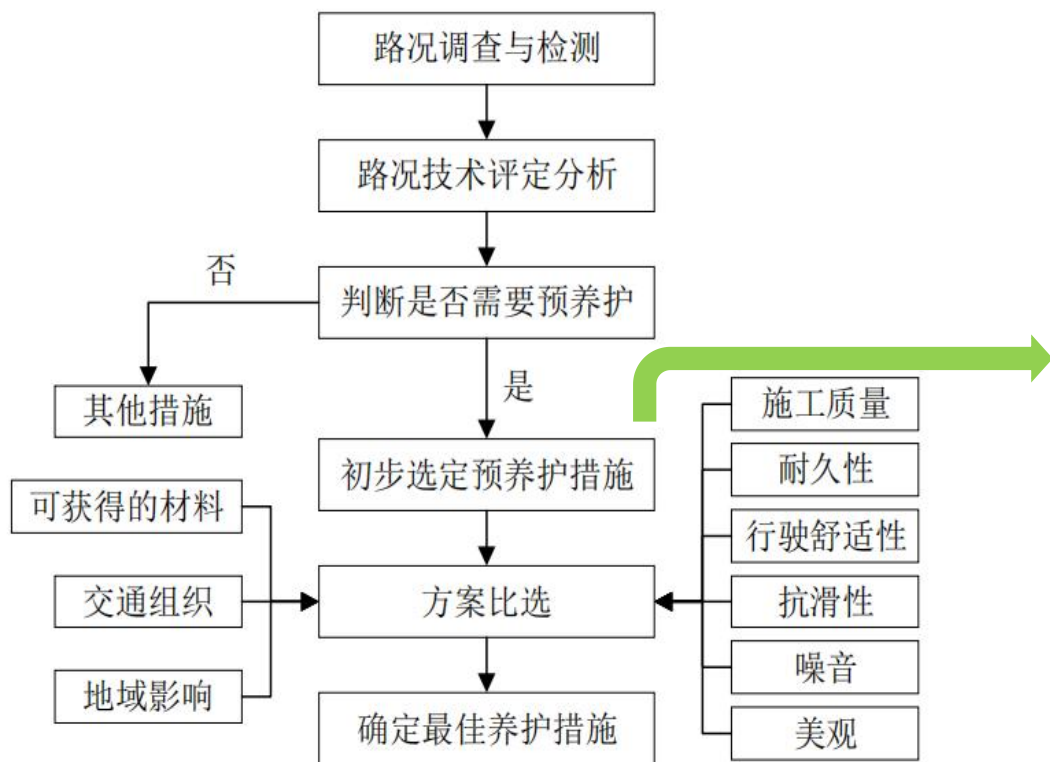 路况调查与检测
路况技术评定分析
否
判断是否需要预养护
是
其他措施
施工质量
初步选定预养护措施
耐久性
可获得的材料
行驶舒适性
交通组织
方案比选
抗滑性
噪音
地域影响
确定最佳养护措施
美观